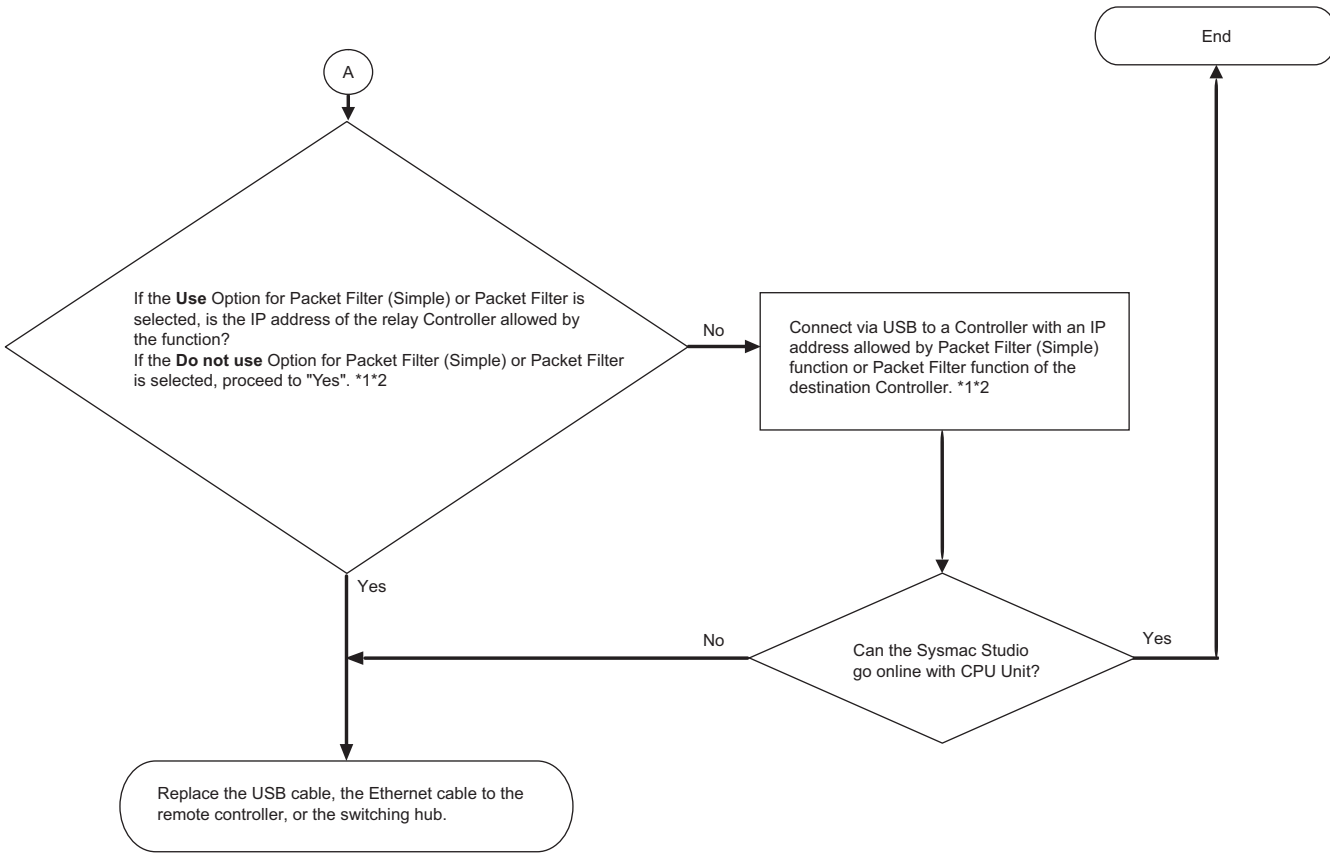 End
A
If the Use Option for Packet Filter (Simple) or Packet Filter is
selected, is the IP address of the relay Controller allowed by
the function?
If the Do not use Option for Packet Filter (Simple) or Packet Filter
is selected, proceed to "Yes". *1*2
No
Connect via USB to a Controller with an IP
address allowed by Packet Filter (Simple)
function or Packet Filter function of the
destination Controller. *1*2
Yes
No
Can the Sysmac Studio
go online with CPU Unit?
Yes
Replace the USB cable, the Ethernet cable to the
remote controller, or the switching hub.